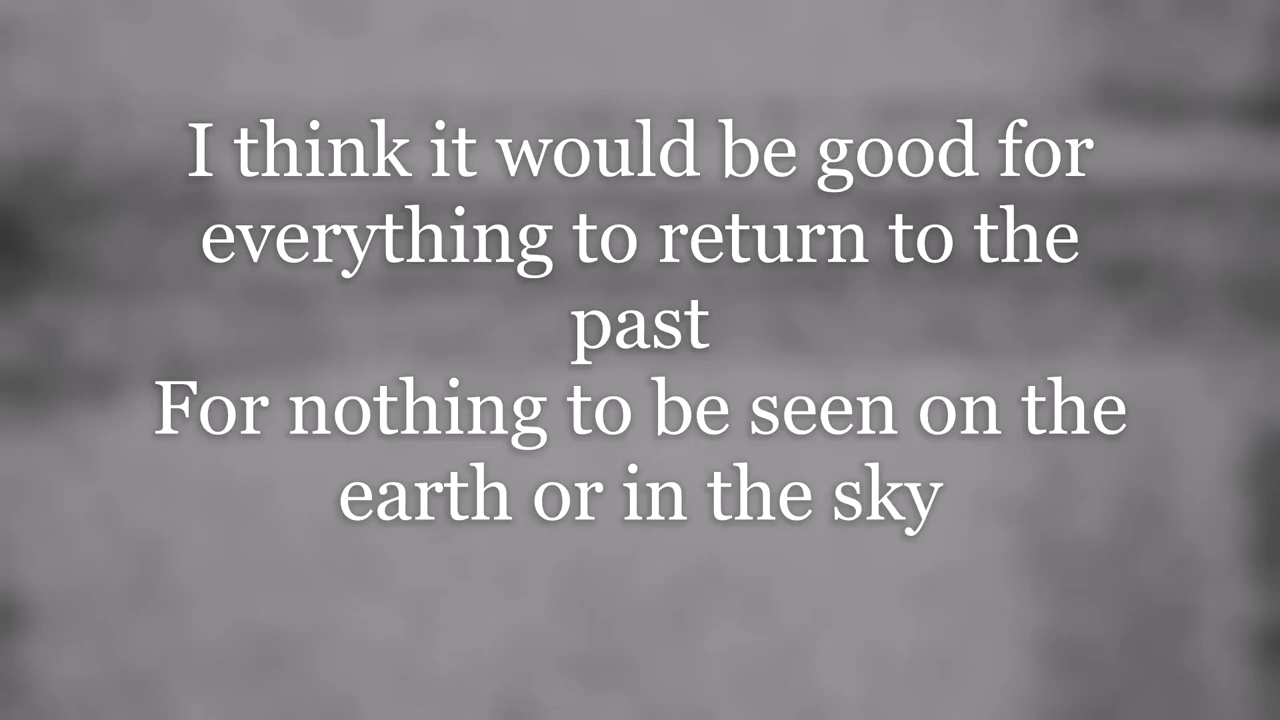 I think it would be good for
everything to return to the
past
For nothing to be seen on the
earth or in the sky